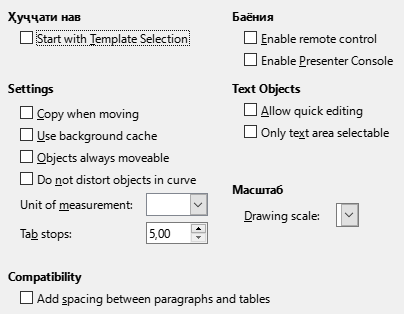 Ҳуҷҷати нав
Start with Template Selection
Settings
Copy when moving
Use background cache
Objects always moveable
Do not distort objects in curve
Unit of measurement:
Tab stops: 5,00
Compatibility
Add spacing between paragraphs and tables
Баёния
Enable remote control
Enable Presenter Console
Text Objects
Allow quick editing
Only text area selectable
Масштаб
Drawing scale: